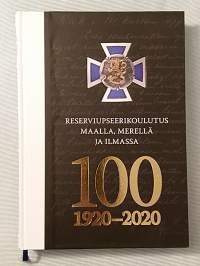 RESERVIUPSEERIKOULUTUS
MAALLA, MERELLÄ
JA ILMASSA
100
1920–2020